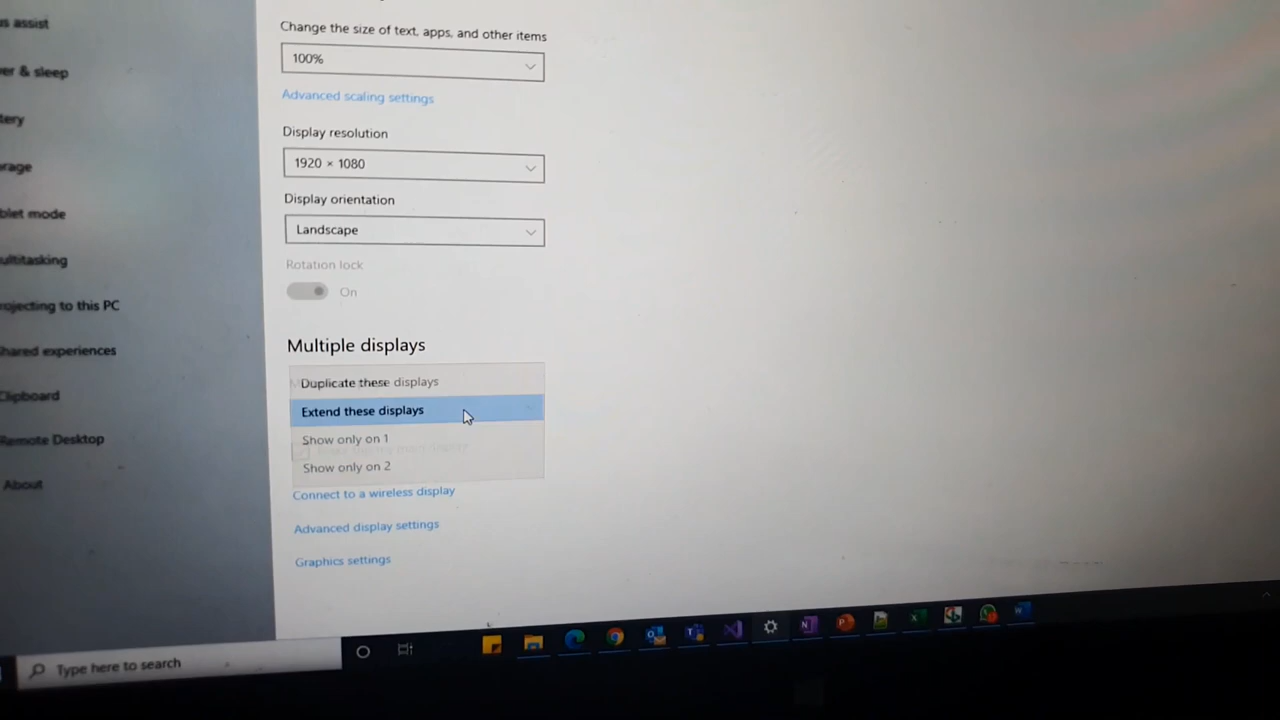 us assist
er & sleep
tery
rage
blet mode
ultitasking
rojecting to this PC
Shared experiences
Clipboard
Remote Desktop
About
Change the size of text, apps, and other items
100%
Advanced scaling settings
Display resolution
1920 × 1080
Display orientation
Landscape
Rotation lock
On
Multiple displays
Duplicate these displays
Extend these displays
Show only on 1
Show only on 2
Connect to a wireless display
Advanced display settings
Graphics settings
Type here to search